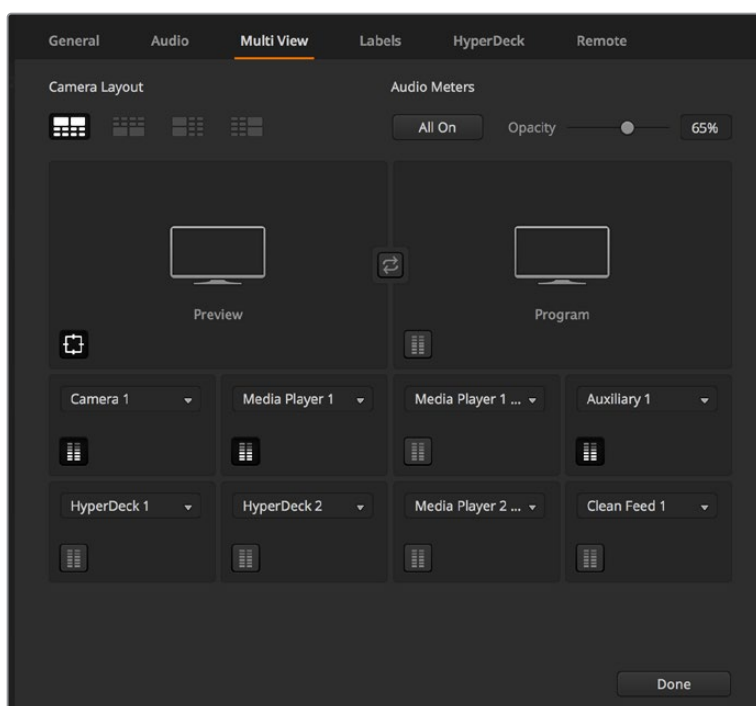 General Audio Multi View Labels HyperDeck Remote
Camera Layout Audio Meters
All On Opacity 65%
Preview Program
Camera 1 Media Player 1 Media Player 1 ... Auxiliary 1
HyperDeck 1 HyperDeck 2 Media Player 2 ... Clean Feed 1
Done